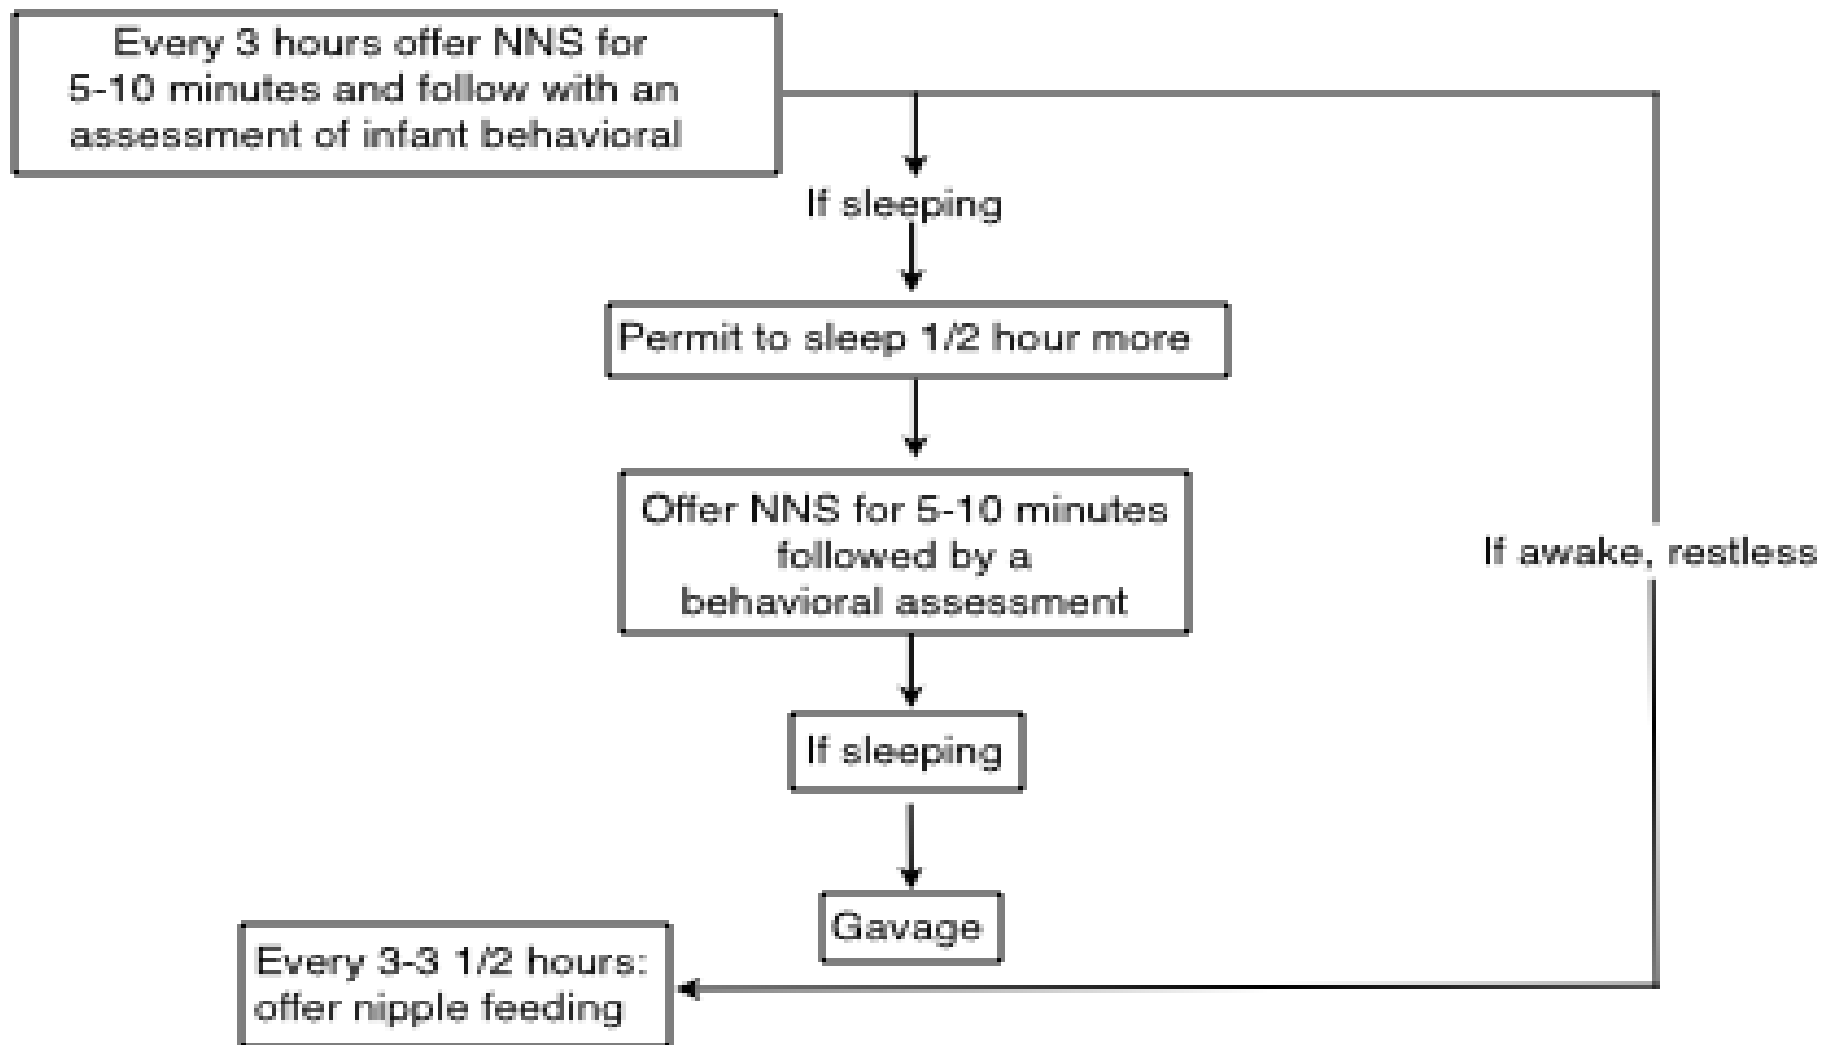 Every 3 hours offer NNS for
5-10 minutes and follow with an
assessment of infant behavioral
If sleeping
Permit to sleep 1/2 hour more
Offer NNS for 5-10 minutes
followed by a
behavioral assessment
If awake, restless
If sleeping
Gavage
Every 3-3 1/2 hours:
offer nipple feeding